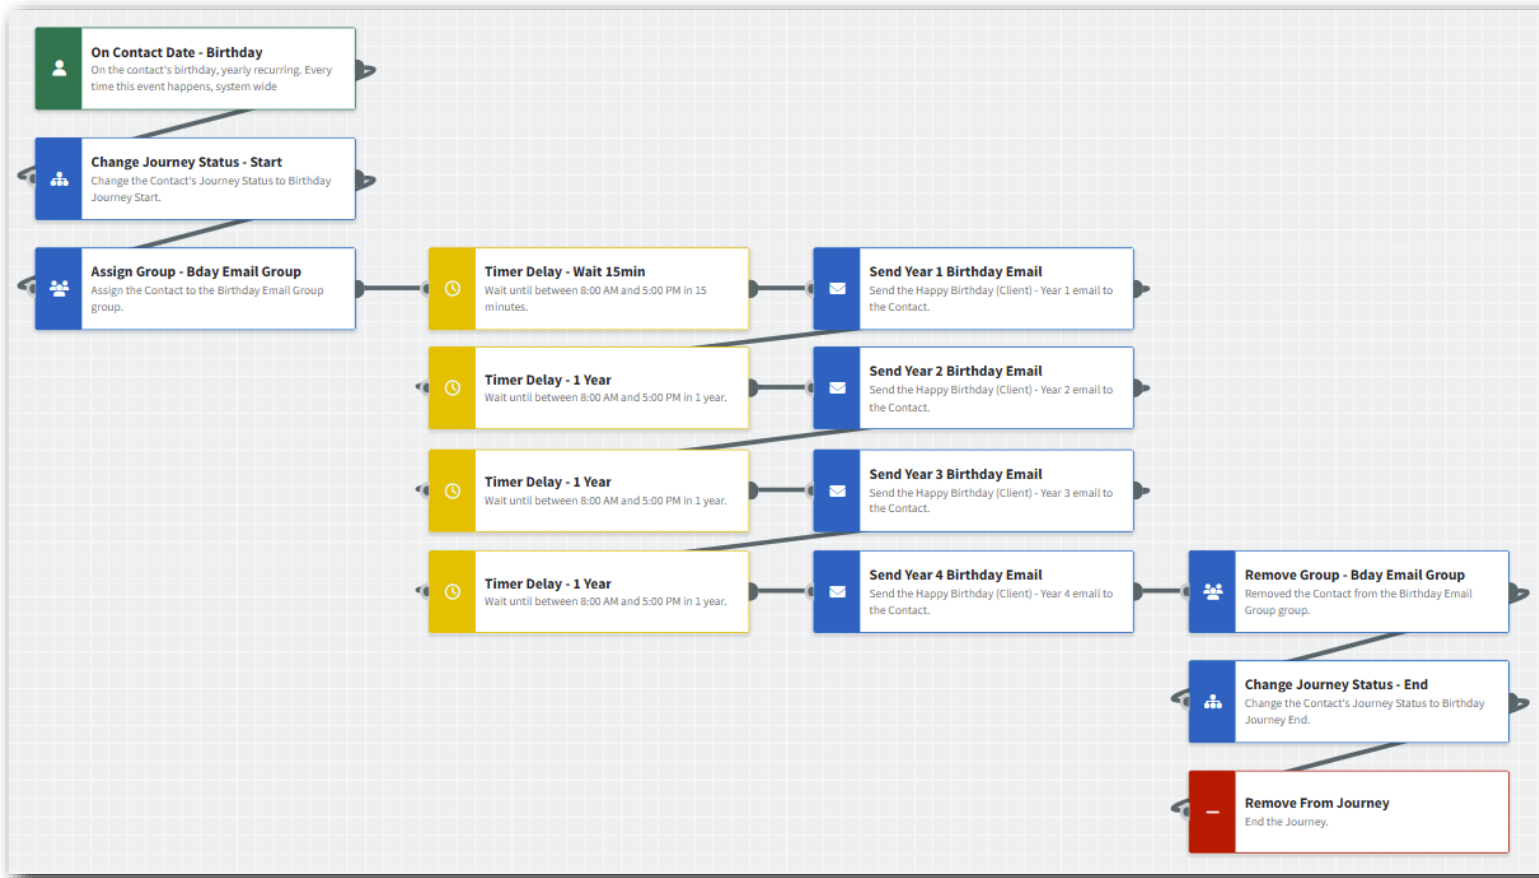 On Contact Date - Birthday
On the contact's birthday, yearly recurring. Every
time this event happens, system wide
Change Journey Status - Start
Change the Contact's Journey Status to Birthday
Journey Start.
Assign Group - Bday Email Group
Assign the Contact to the Birthday Email Group
group.
Timer Delay - Wait 15min
Wait until between 8:00 AM and 5:00 PM in 15
minutes.
Send Year 1 Birthday Email
Send the Happy Birthday (Client) - Year 1 email to
the Contact.
Timer Delay - 1 Year
Wait until between 8:00 AM and 5:00 PM in 1 year.
Send Year 2 Birthday Email
Send the Happy Birthday (Client) - Year 2 email to
the Contact.
Timer Delay - 1 Year
Wait until between 8:00 AM and 5:00 PM in 1 year.
Send Year 3 Birthday Email
Send the Happy Birthday (Client) - Year 3 email to
the Contact.
Timer Delay - 1 Year
Wait until between 8:00 AM and 5:00 PM in 1 year.
Send Year 4 Birthday Email
Send the Happy Birthday (Client) - Year 4 email to
the Contact.
Remove Group - Bday Email Group
Removed the Contact from the Birthday Email
Group group.
Change Journey Status - End
Change the Contact's Journey Status to Birthday
Journey End.
Remove From Journey
End the Journey.